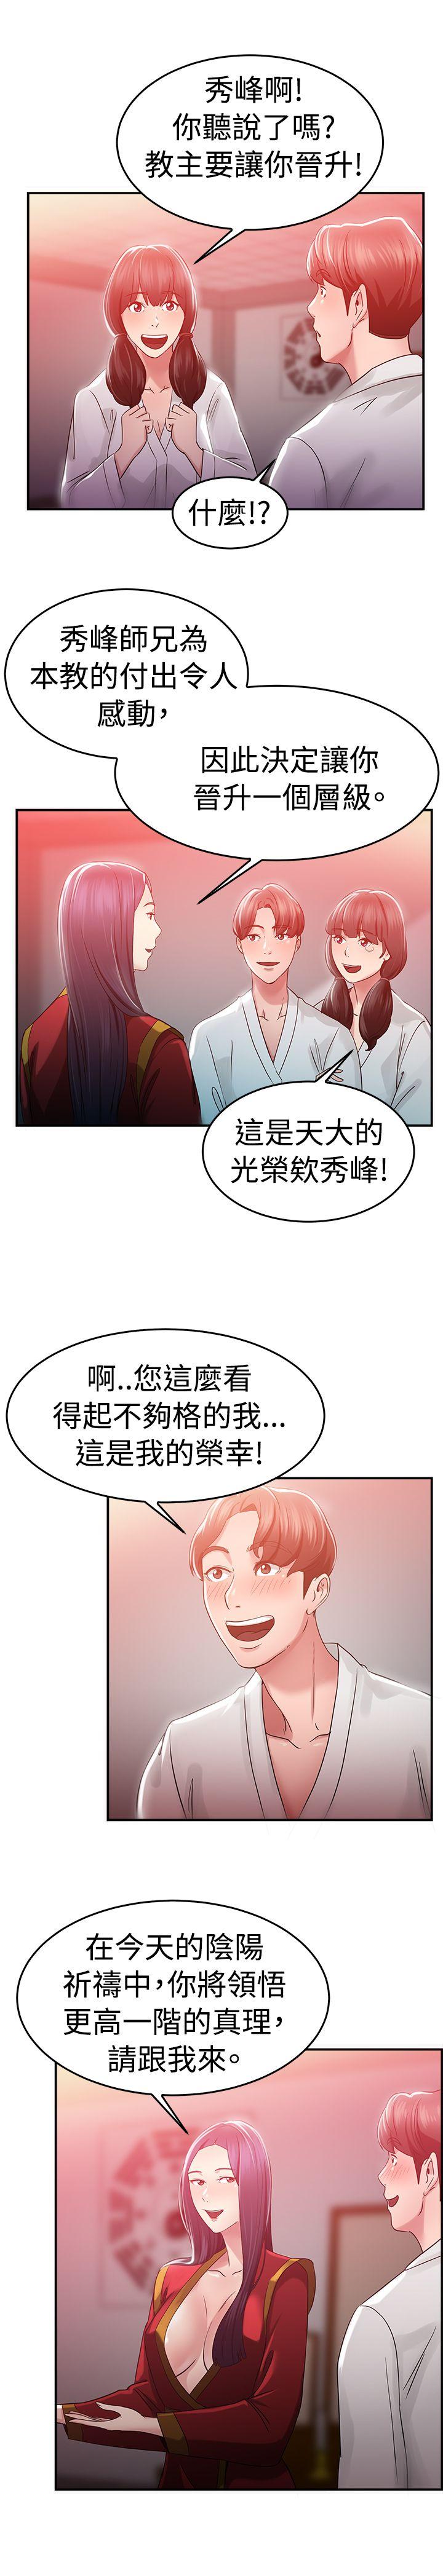 秀峰啊!
你聽說了嗎?
教主要讓你晉升!
什麼!?
秀峰師兄為
本教的付出令人
感動,
因此決定讓你
晉升一個層級。
這是天大的
光榮欸秀峰!
啊..您這麼看
得起不夠格的我...
這是我的榮幸!
在今天的陰陽
祈禱中,你將領悟
更高一階的真理,
請跟我來。